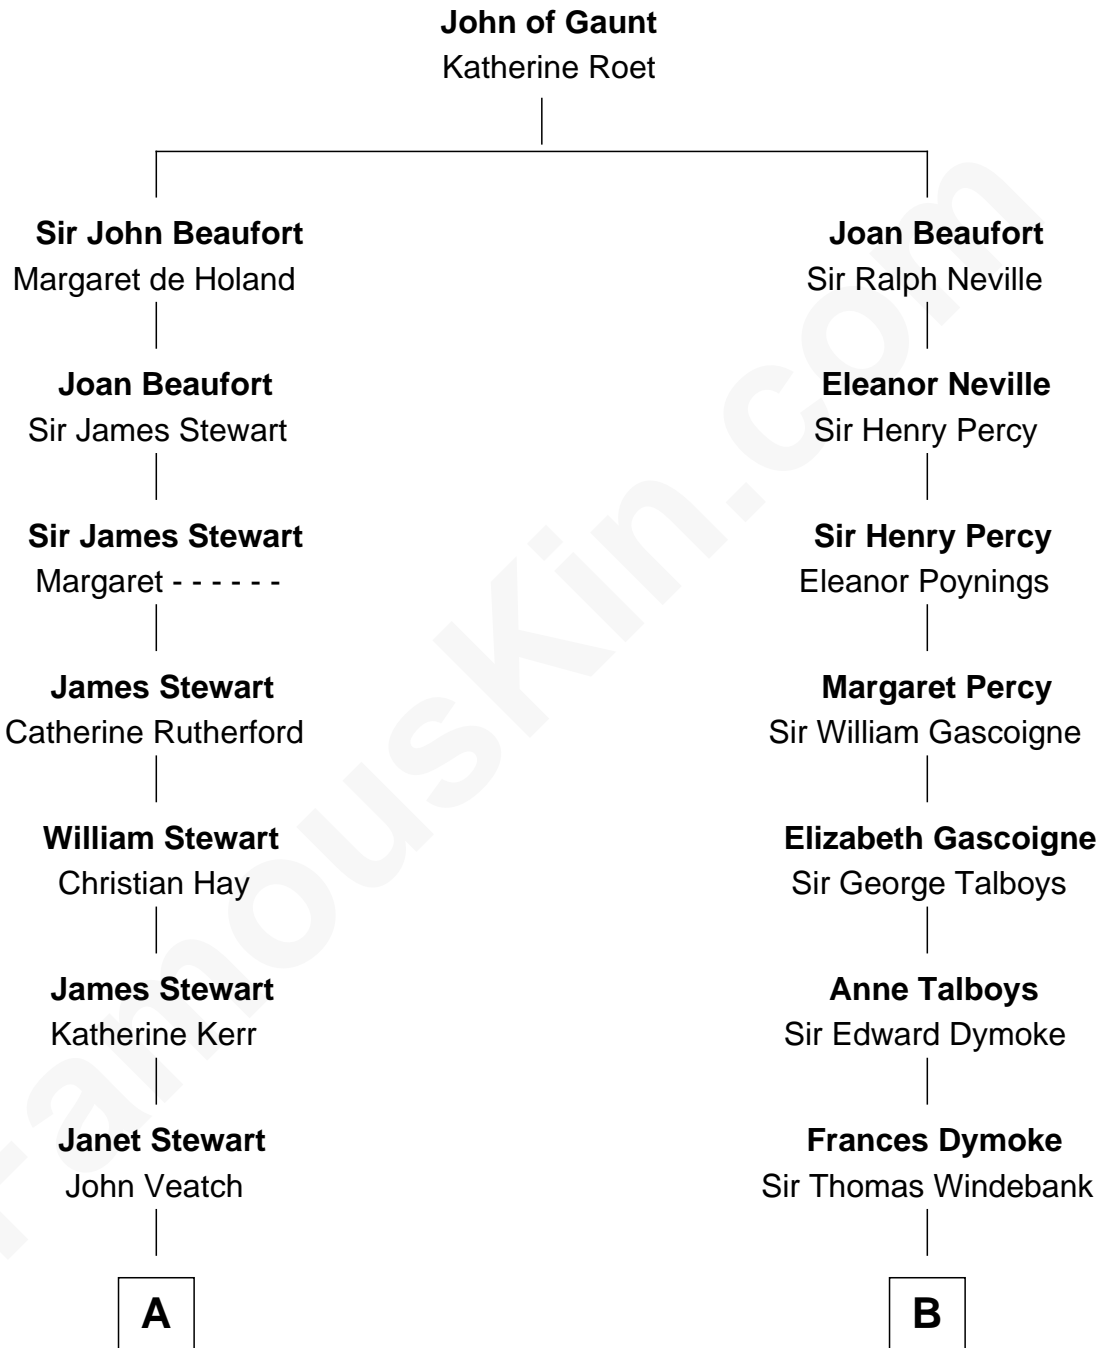 John of Gaunt
Katherine Roet
Sir John Beaufort
Margaret de Holand
Joan Beaufort
Sir James Stewart
Sir James Stewart
Margaret - - - - - -
James Stewart
Catherine Rutherford
William Stewart
Christian Hay
James Stewart
Katherine Kerr
Janet Stewart
John Veatch
A
Joan Beaufort
Sir Ralph Neville
Eleanor Neville
Sir Henry Percy
Sir Henry Percy
Eleanor Poynings
Margaret Percy
Sir William Gascoigne
Elizabeth Gascoigne
Sir George Talboys
Anne Talboys
Sir Edward Dymoke
Frances Dymoke
Sir Thomas Windebank
B
FamousKin.com